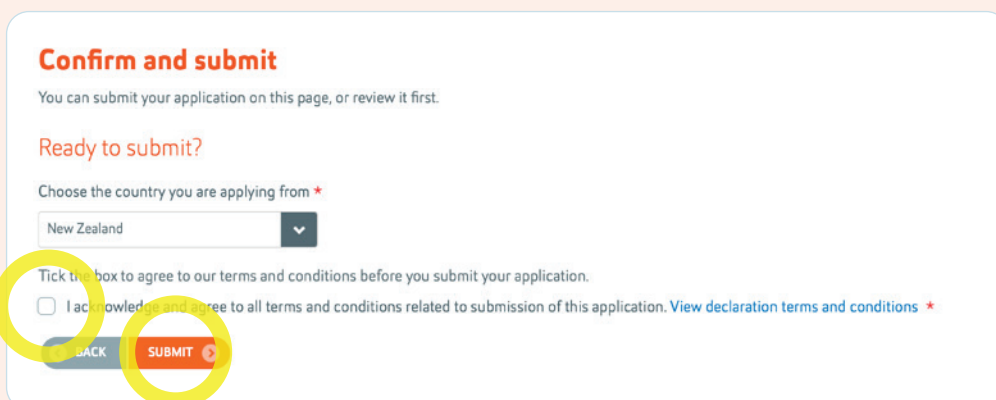 Confirm and submit
You can submit your application on this page, or review it first.
Ready to submit?
Choose the country you are applying from *
New Zealand
Tick the box to agree to our terms and conditions before you submit your application.
I acknowledge and agree to all terms and conditions related to submission of this application. View declaration terms and conditions *
BACK SUBMIT